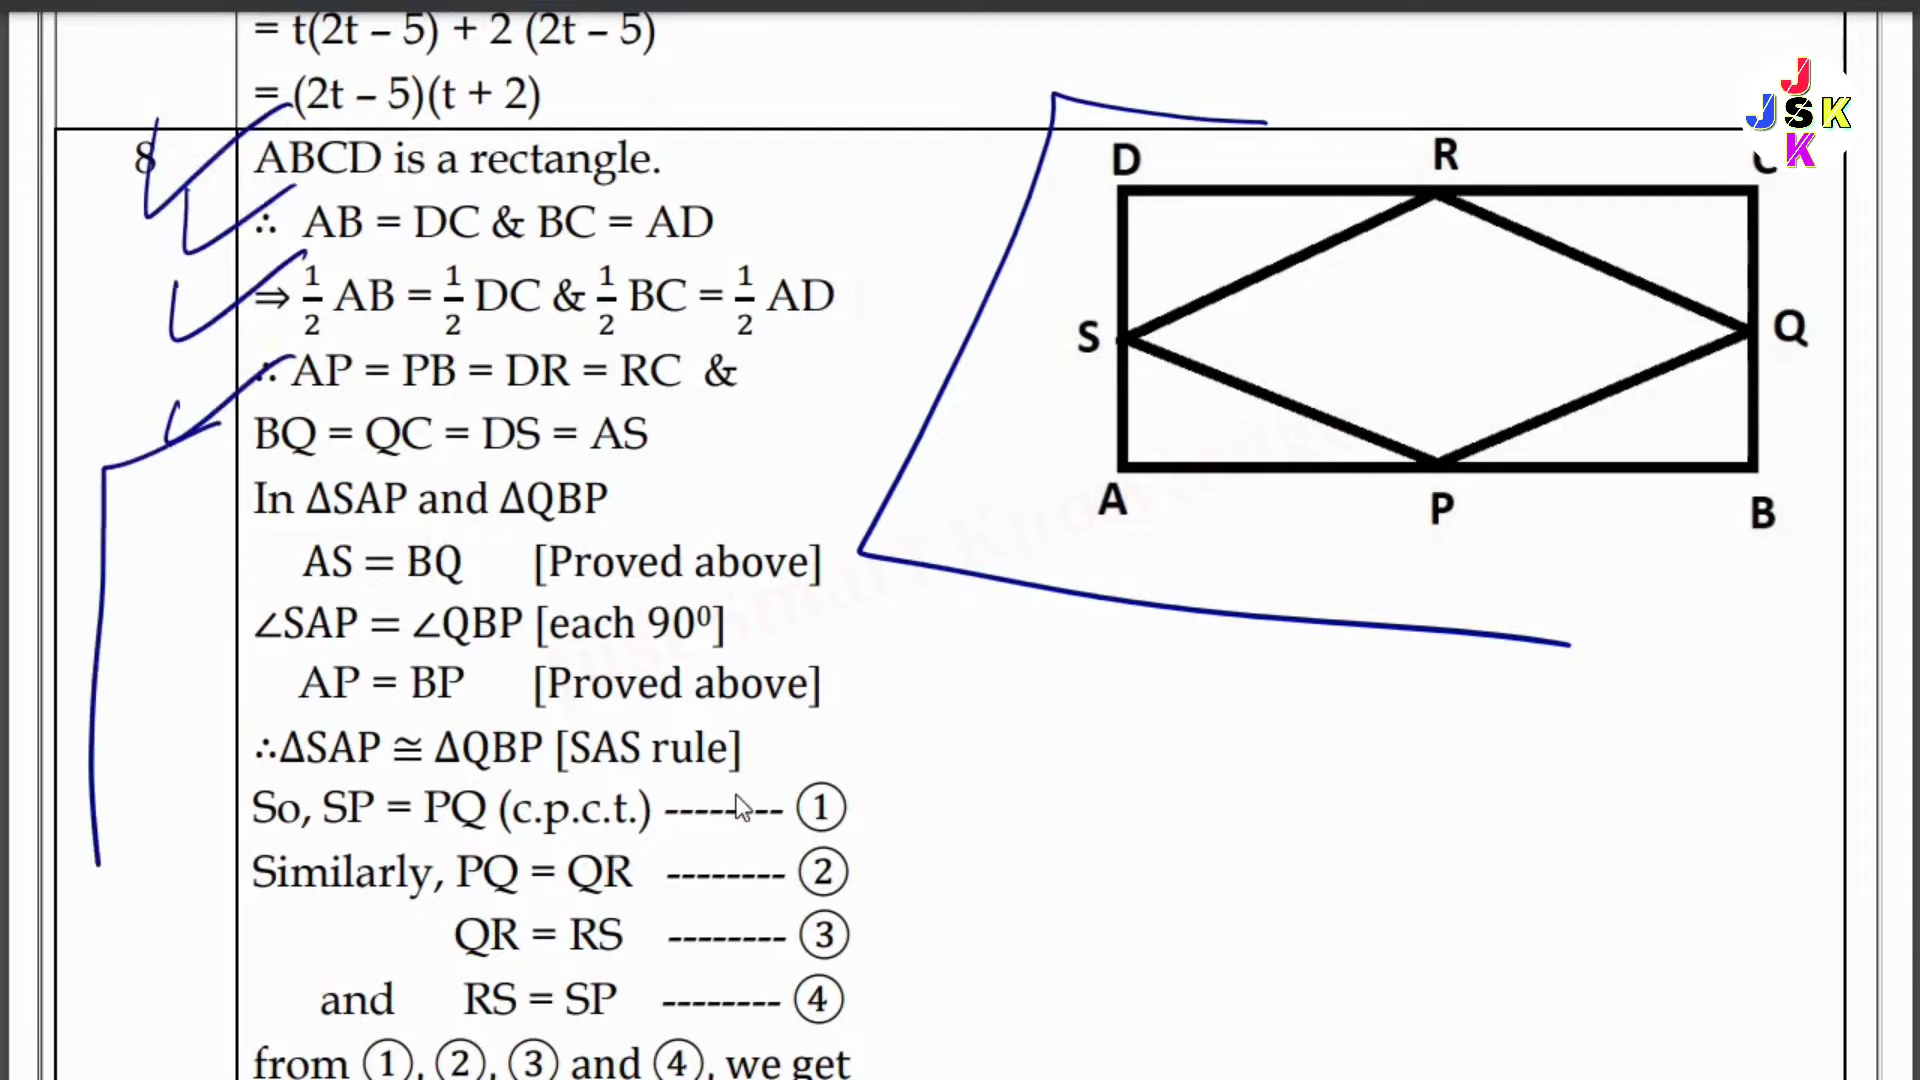 = t(2t – 5) + 2 (2t – 5)
= (2t – 5)(t + 2)
8
ABCD is a rectangle.
∴ AB = DC & BC = AD
⇒ 1/2 AB = 1/2 DC & 1/2 BC = 1/2 AD
∴ AP = PB = DR = RC &
BQ = QC = DS = AS
In ΔSAP and ΔQBP
AS = BQ [Proved above]
∠SAP = ∠QBP [each 90⁰]
AP = BP [Proved above]
∴ΔSAP ≅ ΔQBP [SAS rule]
So, SP = PQ (c.p.c.t.) -------- ①
Similarly, PQ = QR -------- ②
QR = RS -------- ③
and RS = SP -------- ④
from ①, ②, ③ and ④, we get
D R C
S Q
A P B
J
J S K
K
Smart Knowledge